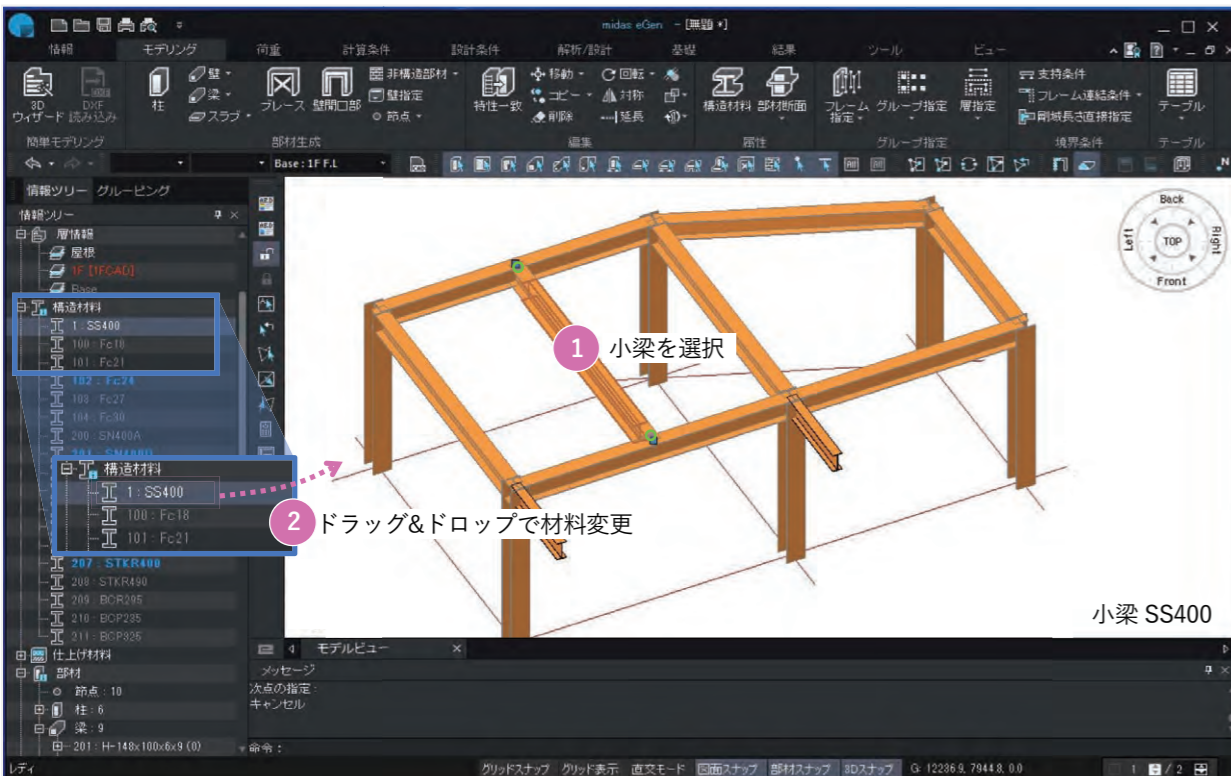 midas eGen - [無題 *]
情報 モデリング 荷重 計算条件 設計条件 解析/設計 基礎 結果 ツール ビュー
3D ウィザード
DXF 読み込み
柱
壁
梁
スラブ
ブレース
壁開口部
非構造部材
壁指定
節点
特性一致
移動
回転
コピー
対称
削除
延長
構造材料
部材断面
フレーム指定
グループ指定
層指定
支持条件
フレーム連結条件
剛域長さ直接指定
テーブル
簡単モデリング 部材生成 編集 属性 グループ指定 境界条件 テーブル
Base : 1F F.L
情報ツリー グルーピング
情報ツリー
層情報
屋根
1F [1FCAD]
Base
構造材料
1 : SS400
100 : Fc18
101 : Fc21
102 : Fc24
103 : Fc27
104 : Fc30
200 : SN400A
構造材料
1 : SS400
100 : Fc18
101 : Fc21
207 : STKR400
208 : STKR490
209 : BCR295
210 : BCP235
211 : BCP325
仕上げ材料
部材
節点 : 10
柱 : 6
梁 : 9
201 : H-148x100x6x9 (0)
Back
Left
TOP
Right
Front
1 小梁を選択
2 ドラッグ&ドロップで材料変更
小梁 SS400
モデルビュー
メッセージ
次点の指定 :
キャンセル
命令 :
レディ グリッドスナップ グリッド表示 直交モード 図面スナップ 部材スナップ 3Dスナップ G: 12236.9, 7944.8, 0.0 1 / 2